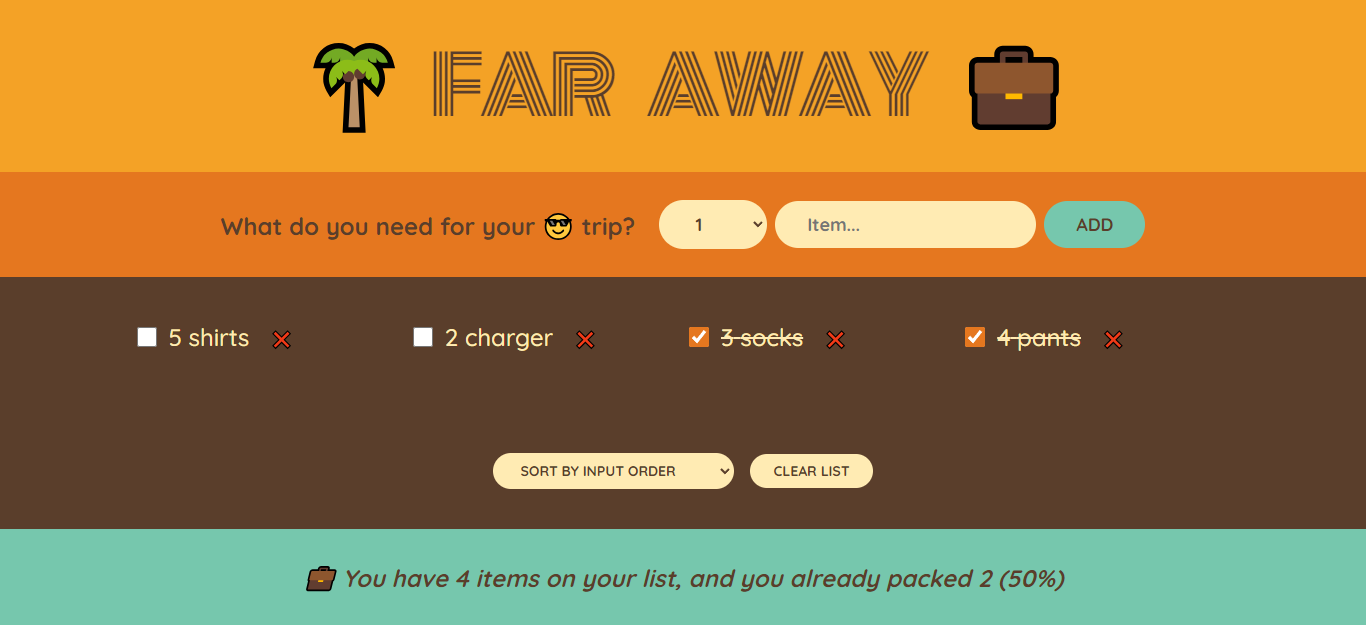 FAR AWAY
What do you need for your 😎 trip? 1 Item... ADD
5 shirts 2 charger 3 socks 4 pants
SORT BY INPUT ORDER CLEAR LIST
You have 4 items on your list, and you already packed 2 (50%)